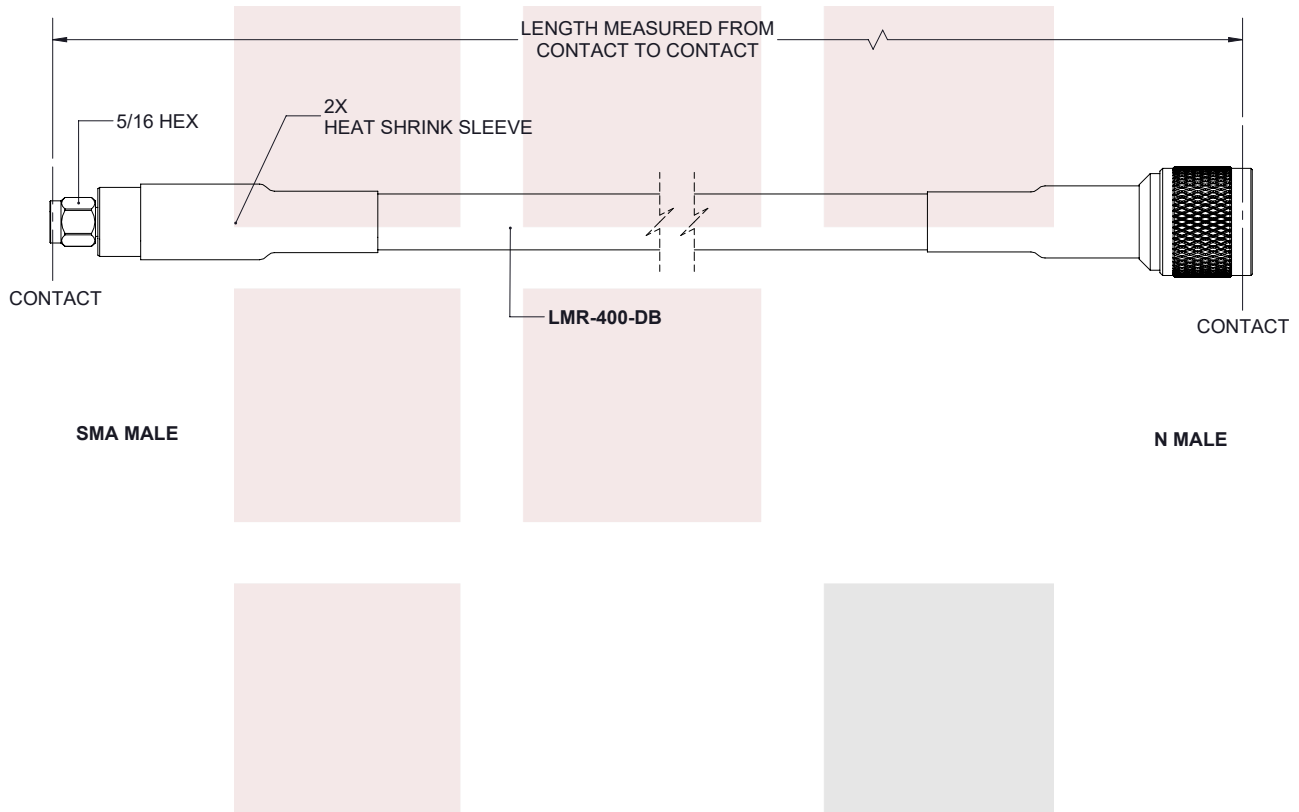 LENGTH MEASURED FROM
CONTACT TO CONTACT
5/16 HEX
2X
HEAT SHRINK SLEEVE
CONTACT
LMR-400-DB
CONTACT
SMA MALE
N MALE